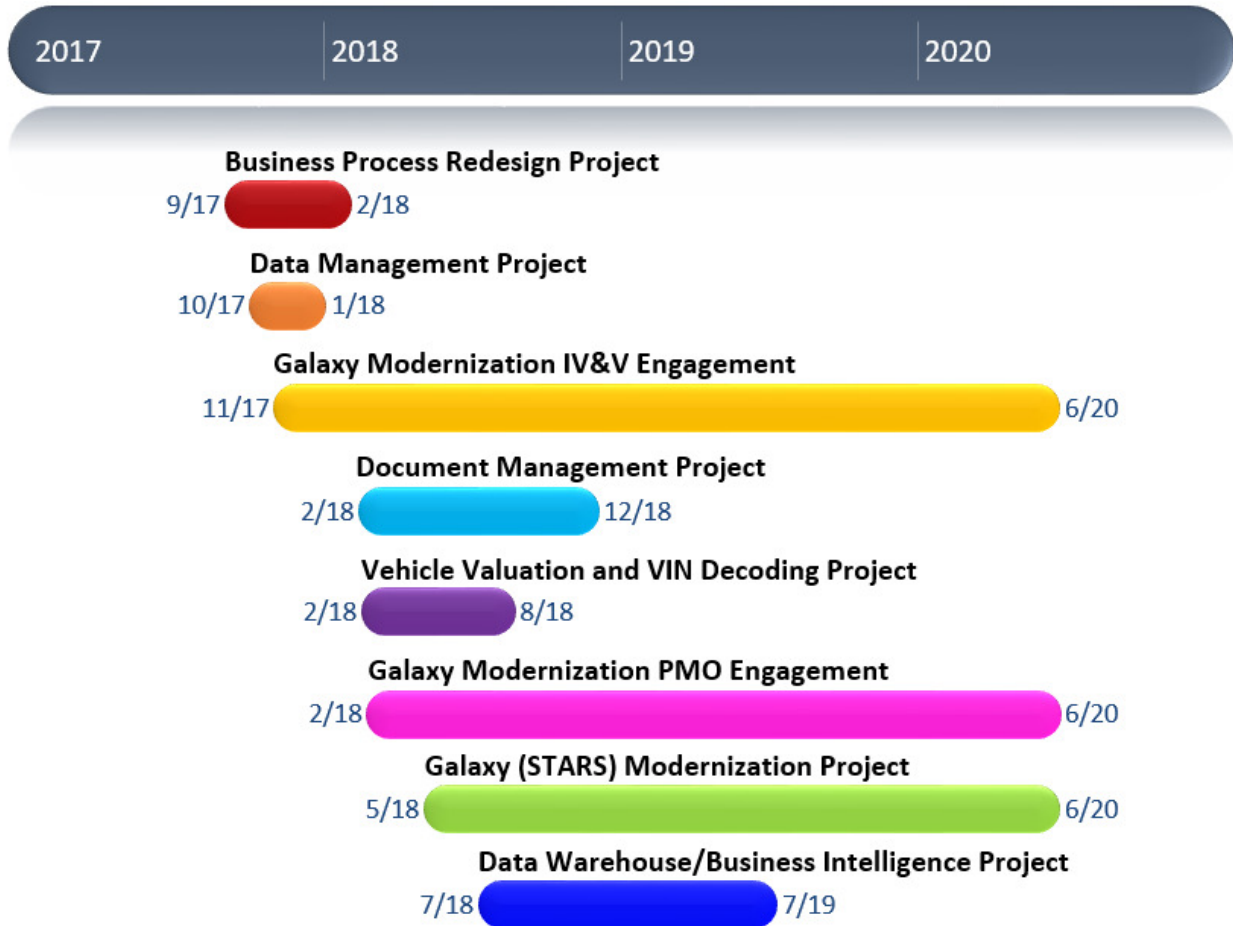 2017 2018 2019 2020
Business Process Redesign Project
9/17 2/18
Data Management Project
10/17 1/18
Galaxy Modernization IV&V Engagement
11/17 6/20
Document Management Project
2/18 12/18
Vehicle Valuation and VIN Decoding Project
2/18 8/18
Galaxy Modernization PMO Engagement
2/18 6/20
Galaxy (STARS) Modernization Project
5/18 6/20
Data Warehouse/Business Intelligence Project
7/18 7/19